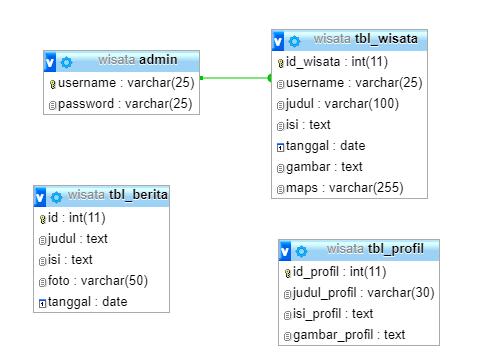 wisata admin
username : varchar(25)
password : varchar(25)
wisata tbl_wisata
id_wisata : int(11)
username : varchar(25)
judul : varchar(100)
isi : text
tanggal : date
gambar : text
maps : varchar(255)
wisata tbl_berita
id : int(11)
judul : text
isi : text
foto : varchar(50)
tanggal : date
wisata tbl_profil
id_profil : int(11)
judul_profil : varchar(30)
isi_profil : text
gambar_profil : text